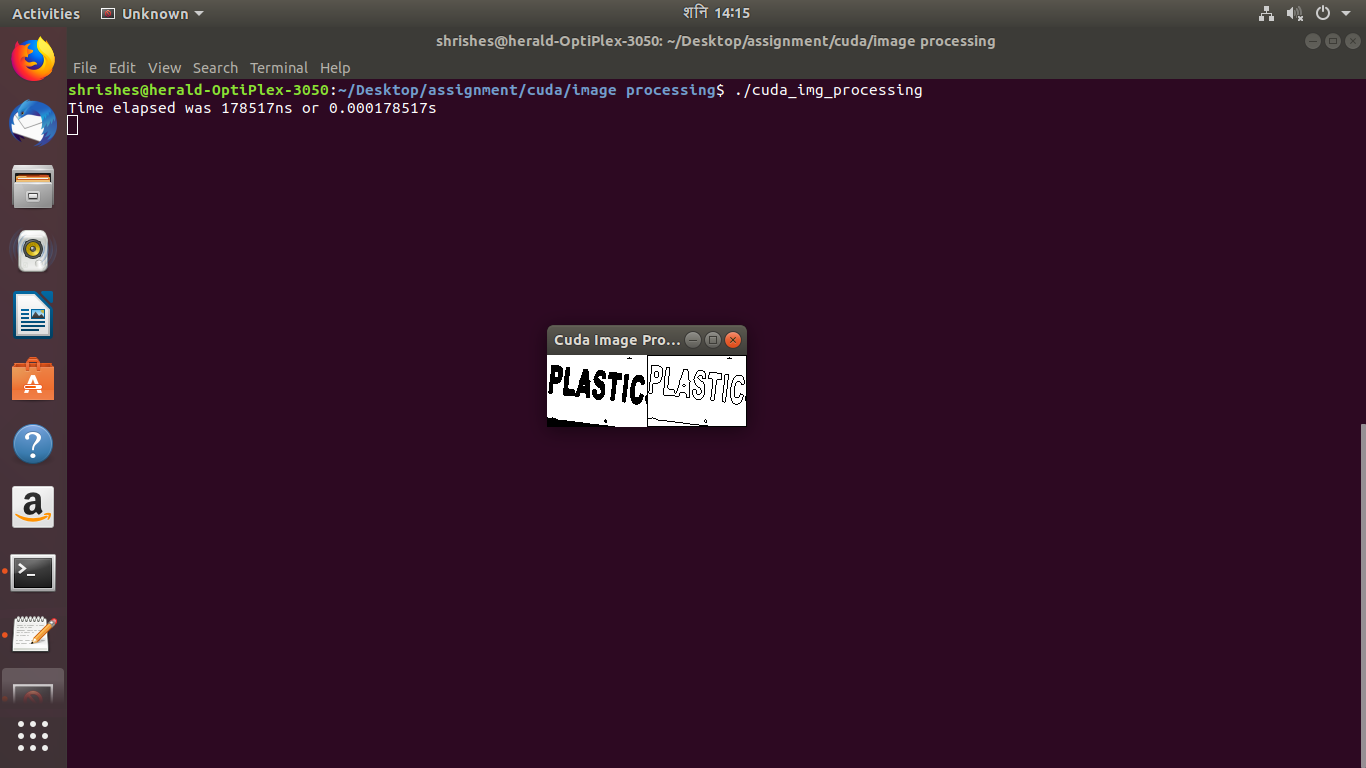 Activities Unknown शनि 14:15
shrishes@herald-OptiPlex-3050: ~/Desktop/assignment/cuda/image processing
File Edit View Search Terminal Help
shrishes@herald-OptiPlex-3050:~/Desktop/assignment/cuda/image processing$ ./cuda_img_processing
Time elapsed was 178517ns or 0.000178517s
Cuda Image Pro...
PLASTIC. PLASTIC.